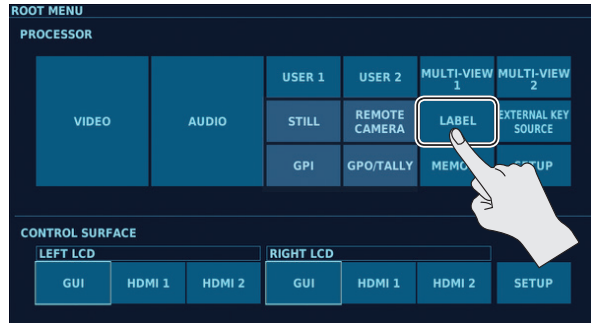 ROOT MENU
PROCESSOR
VIDEO
AUDIO
USER 1
USER 2
MULTI-VIEW
1
MULTI-VIEW
2
STILL
REMOTE
CAMERA
LABEL
EXTERNAL KEY
SOURCE
GPI
GPO/TALLY
MEMO
SETUP
CONTROL SURFACE
LEFT LCD
RIGHT LCD
GUI
HDMI 1
HDMI 2
GUI
HDMI 1
HDMI 2
SETUP